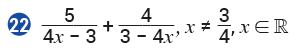 22 5/(4x − 3) + 4/(3 − 4x), x ≠ 3/4, x ∈ ℝ